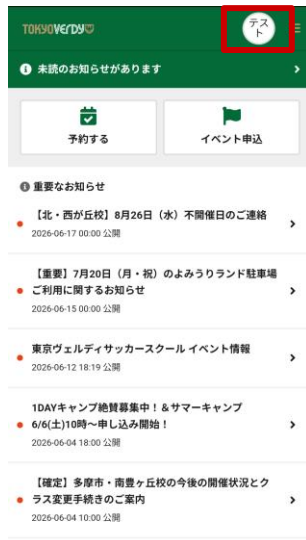 TOKYO VERDY
テス
ト
未読のお知らせがあります
予約する
イベント申込
重要なお知らせ
【北・西が丘校】8月26日（水）不開催日のご連絡
2026-06-17 00:00 公開
【重要】7月20日（月・祝）のよみうりランド駐車場
ご利用に関するお知らせ
2026-06-15 00:00 公開
東京ヴェルディサッカースクール イベント情報
2026-06-12 18:19 公開
1DAYキャンプ絶賛募集中！＆サマーキャンプ
6/6(土)10時～申し込み開始！
2026-06-04 18:00 公開
【確定】多摩市・南豊ヶ丘校の今後の開催状況とク
ラス変更手続きのご案内
2026-06-04 10:00 公開